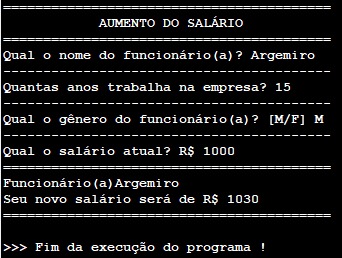 =========================================
AUMENTO DO SALÁRIO
=========================================
Qual o nome do funcionário(a)? Argemiro
-----------------------------------------
Quantas anos trabalha na empresa? 15
-----------------------------------------
Qual o gênero do funcionário(a)? [M/F] M
-----------------------------------------
Qual o salário atual? R$ 1000
=========================================
Funcionário(a)Argemiro
Seu novo salário será de R$ 1030
=========================================
>>> Fim da execução do programa !